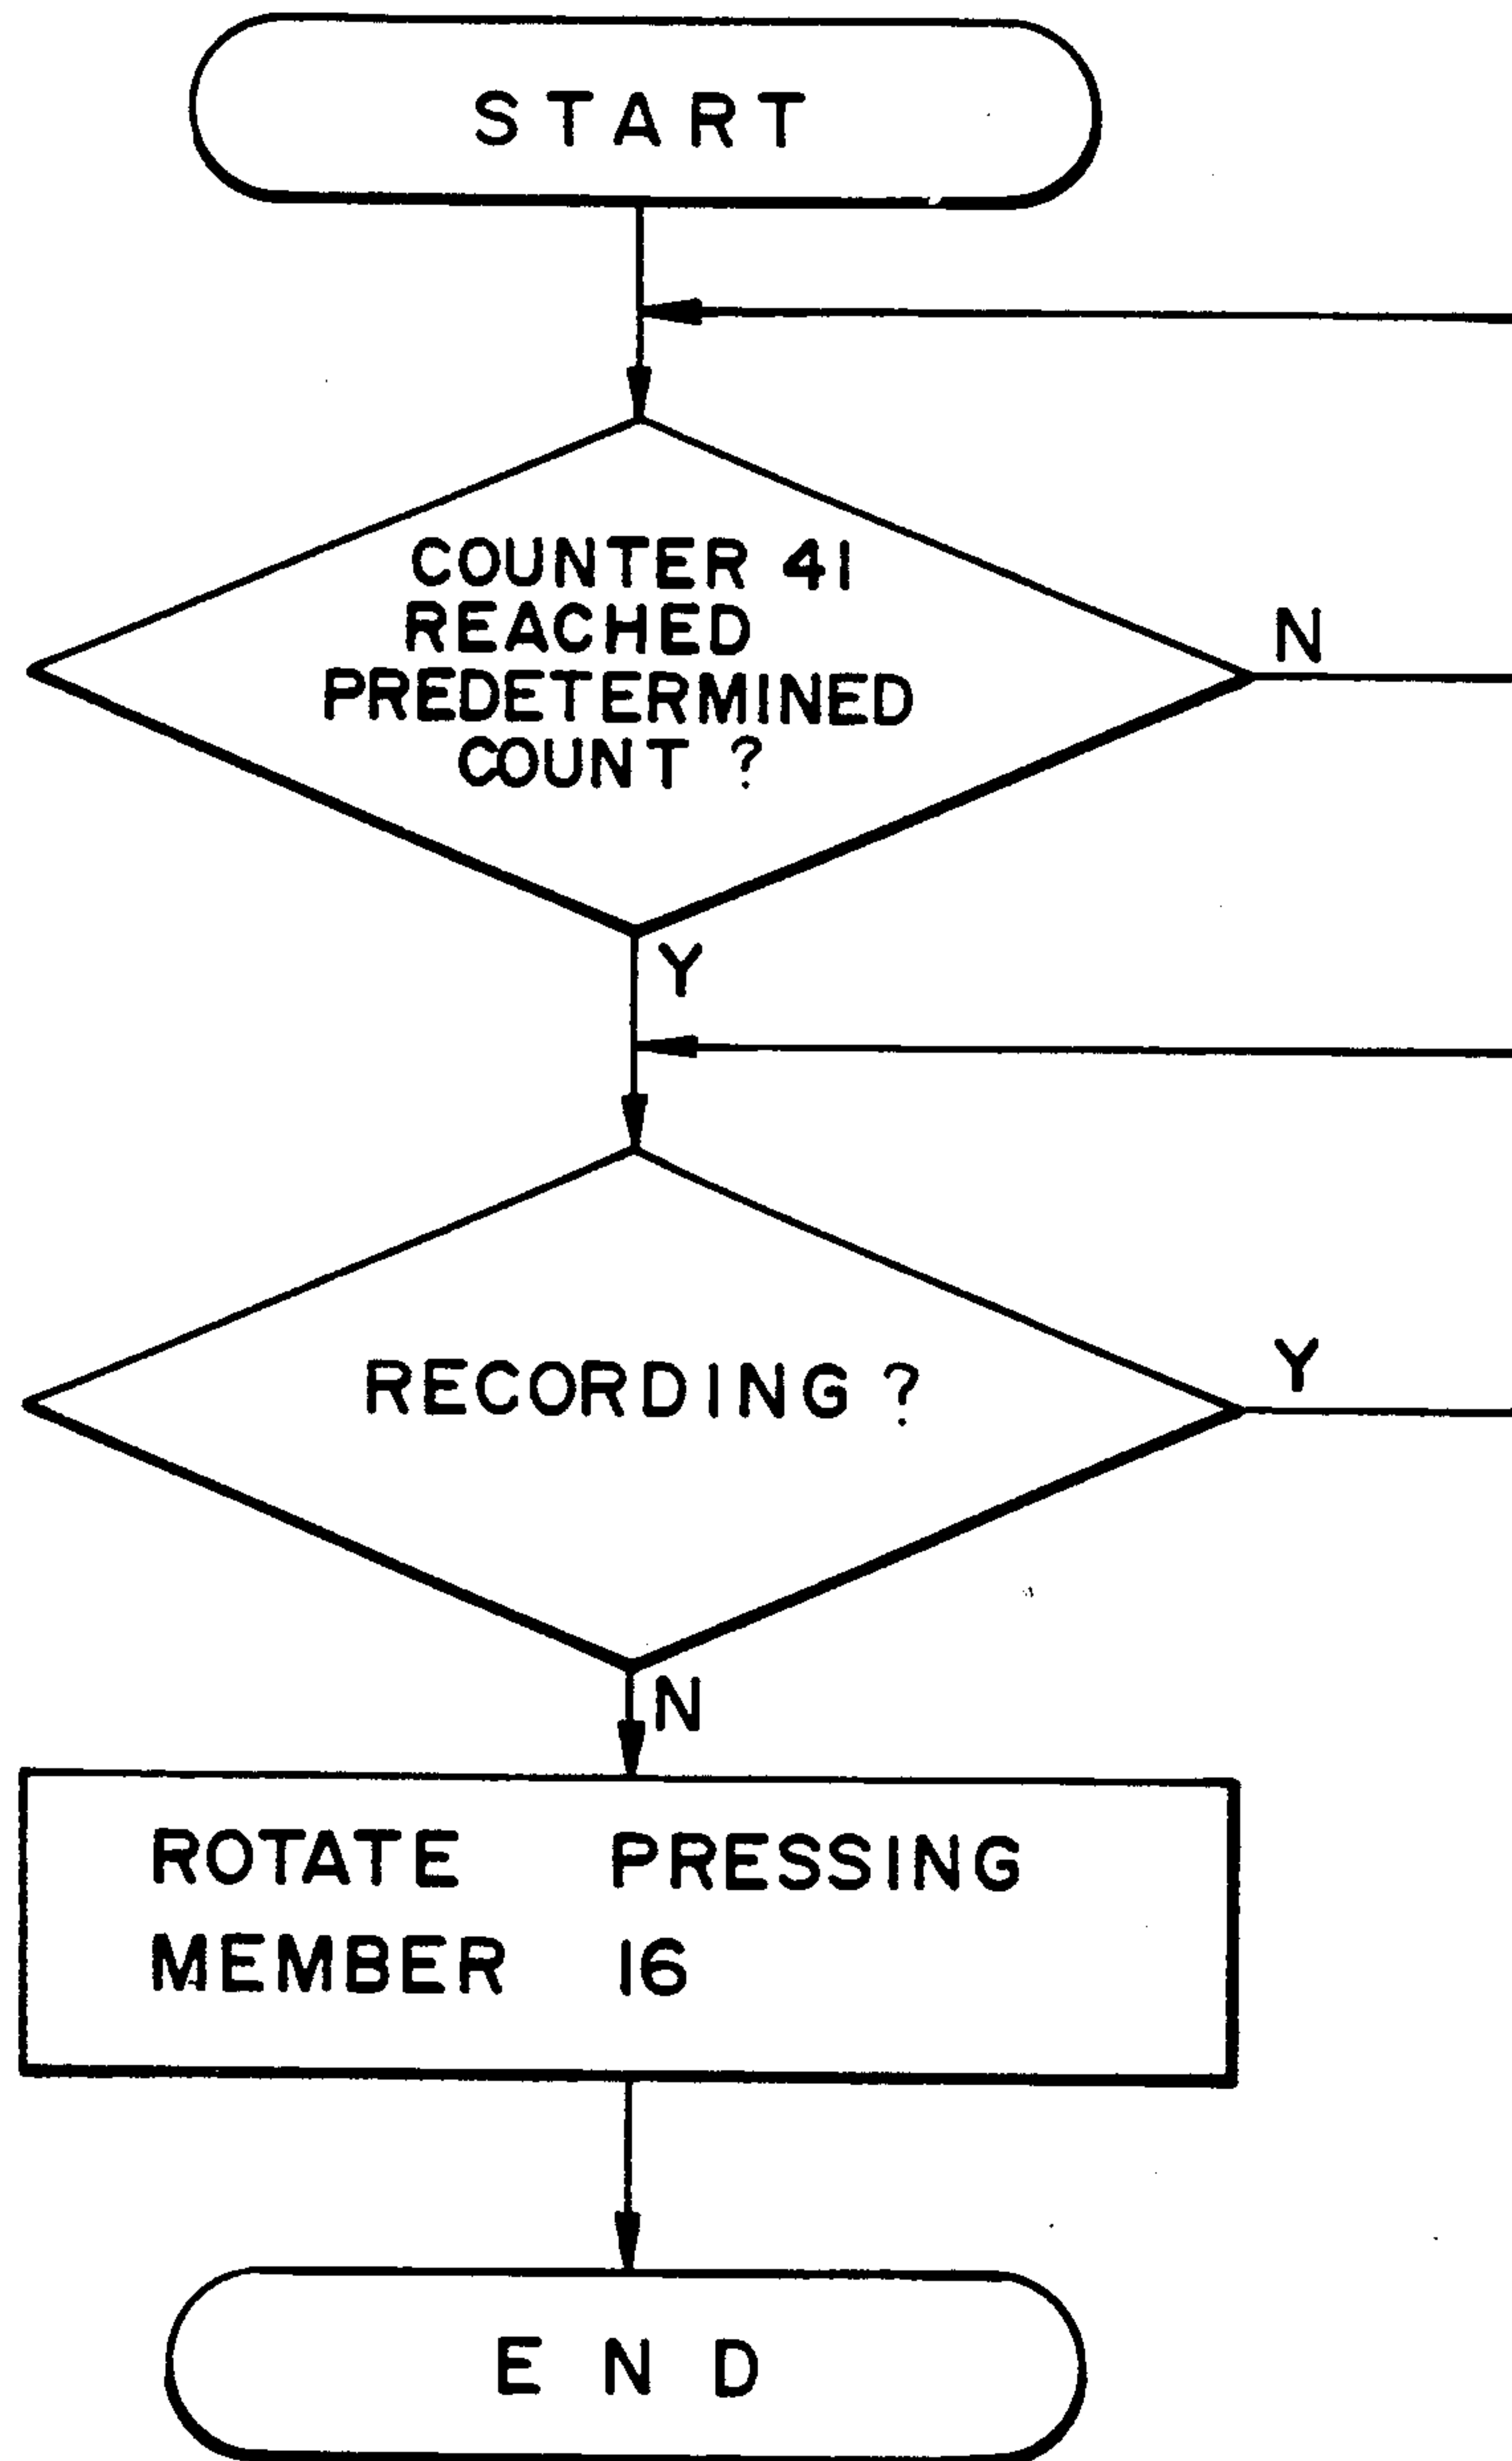 START
COUNTER 41
REACHED
PREDETERMINED
COUNT ?
N
Y
RECORDING ?
Y
N
ROTATE PRESSING
MEMBER 16
END